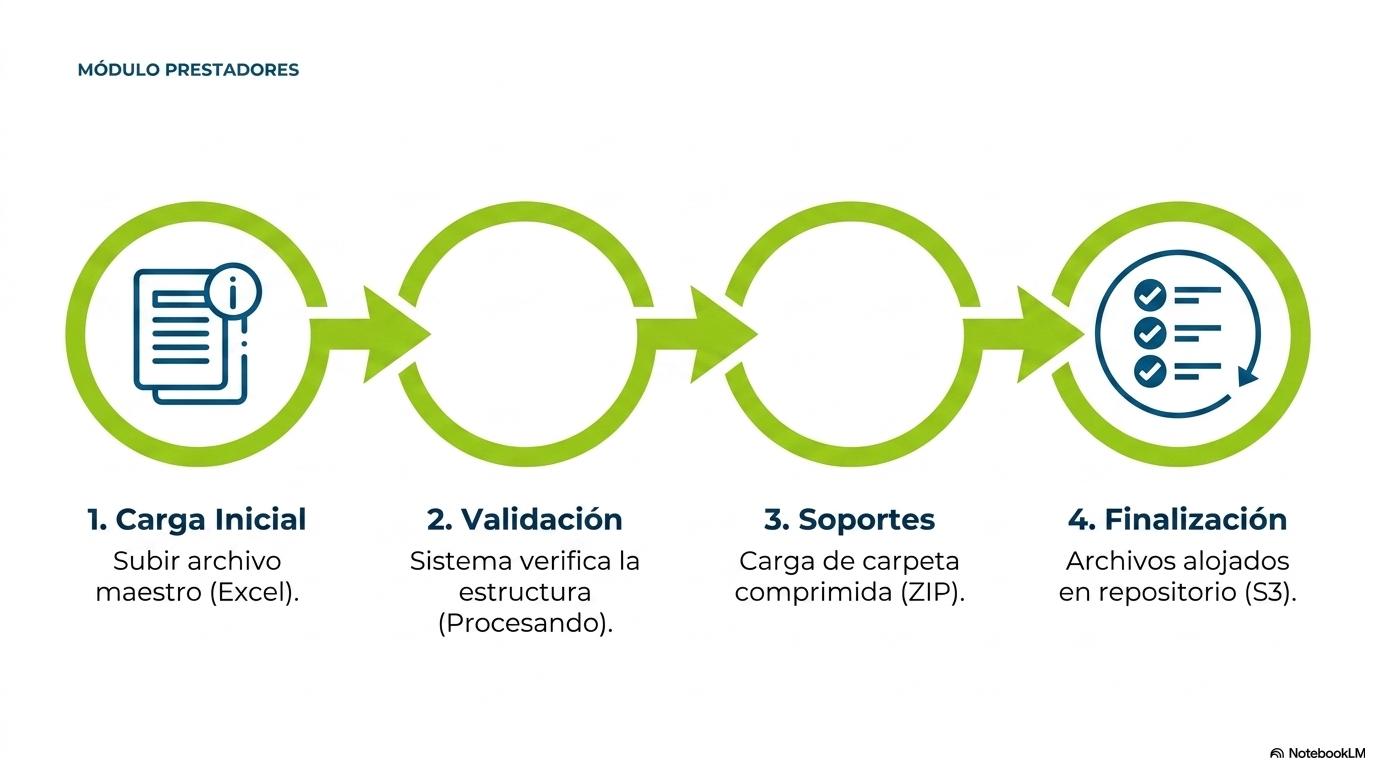 MÓDULO PRESTADORES
1. Carga Inicial
Subir archivo
maestro (Excel).
2. Validación
Sistema verifica la
estructura
(Procesando).
3. Soportes
Carga de carpeta
comprimida (ZIP).
4. Finalización
Archivos alojados
en repositorio (S3).
NotebookLM